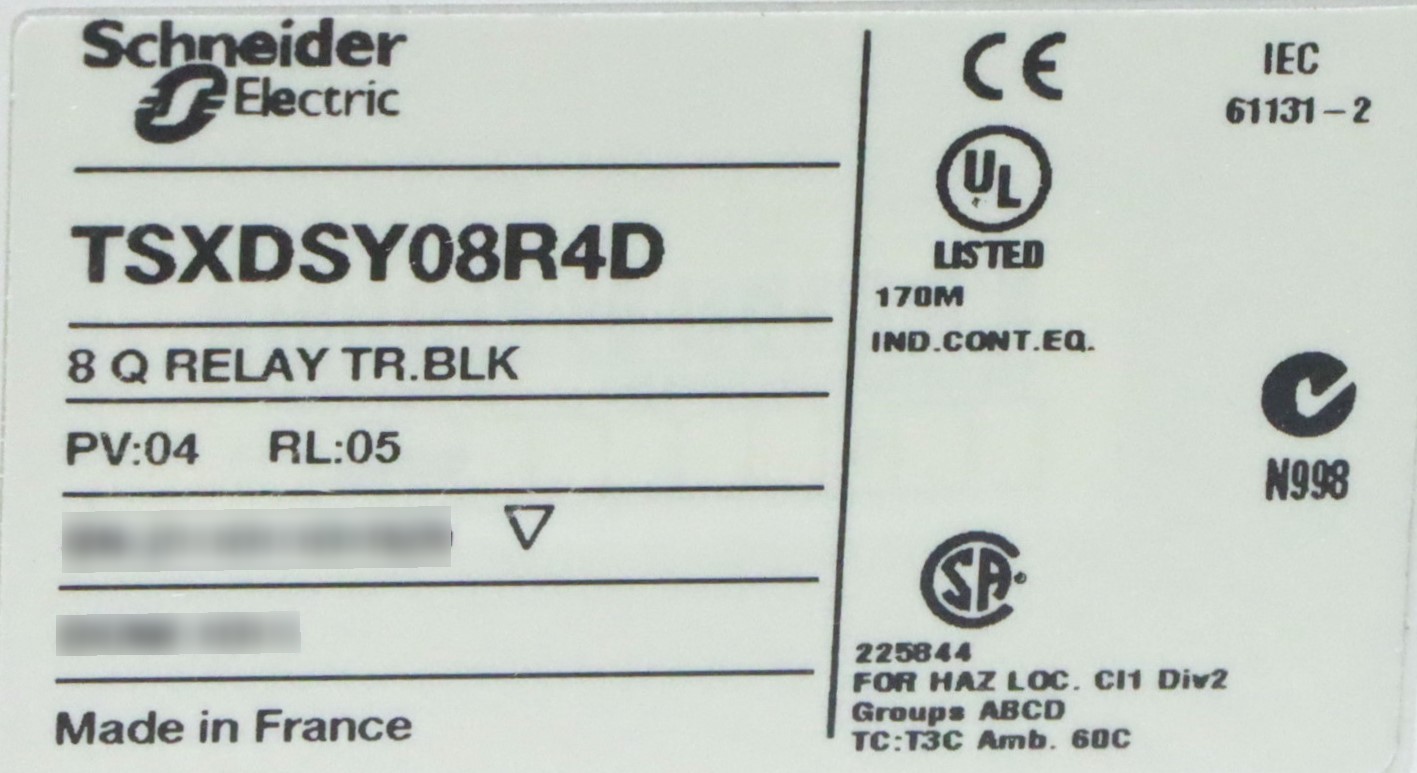 Schneider
Electric
TSXDSY08R4D
8 Q RELAY TR.BLK
PV:04 RL:05
Made in France
CE
IEC
61131-2
UL
LISTED
170M
IND.CONT.EQ.
N998
SA
225844
FOR HAZ LOC. Cl1 Div2
Groups ABCD
TC:T3C Amb. 60C